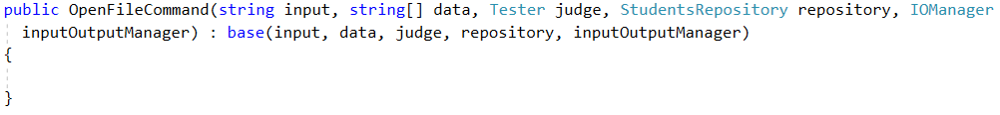 public OpenFileCommand(string input, string[] data, Tester judge, StudentsRepository repository, IOManager
inputOutputManager) : base(input, data, judge, repository, inputOutputManager)
{
}